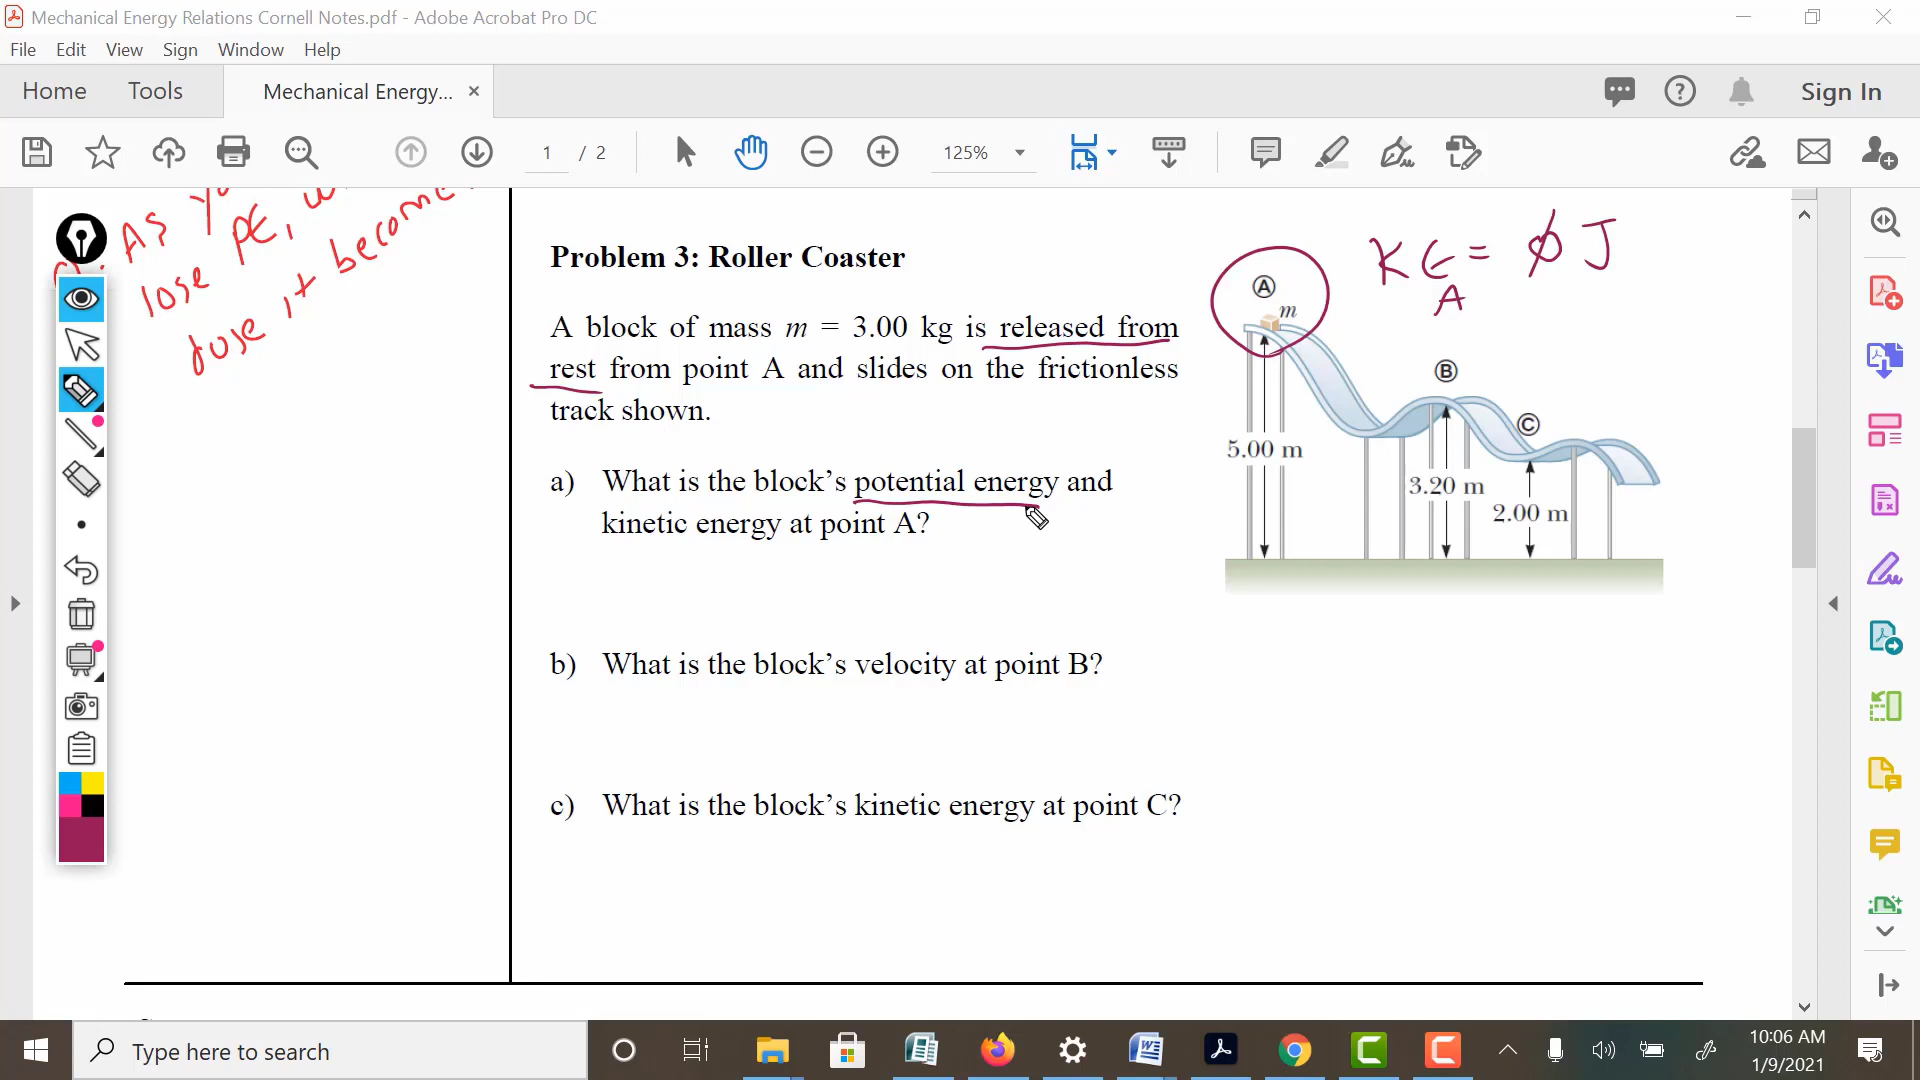 Mechanical Energy Relations Cornell Notes.pdf - Adobe Acrobat Pro DC
File Edit View Sign Window Help
Home Tools Mechanical Energy... × Sign In
1 / 2 125%
As
lose PE,
it become
Problem 3: Roller Coaster
A block of mass m = 3.00 kg is released from
rest from point A and slides on the frictionless
track shown.
a) What is the block's potential energy and
kinetic energy at point A?
b) What is the block's velocity at point B?
c) What is the block's kinetic energy at point C?
KE = Ø J
A
A
m
B
C
5.00 m
3.20 m
2.00 m
Type here to search
10:06 AM
1/9/2021